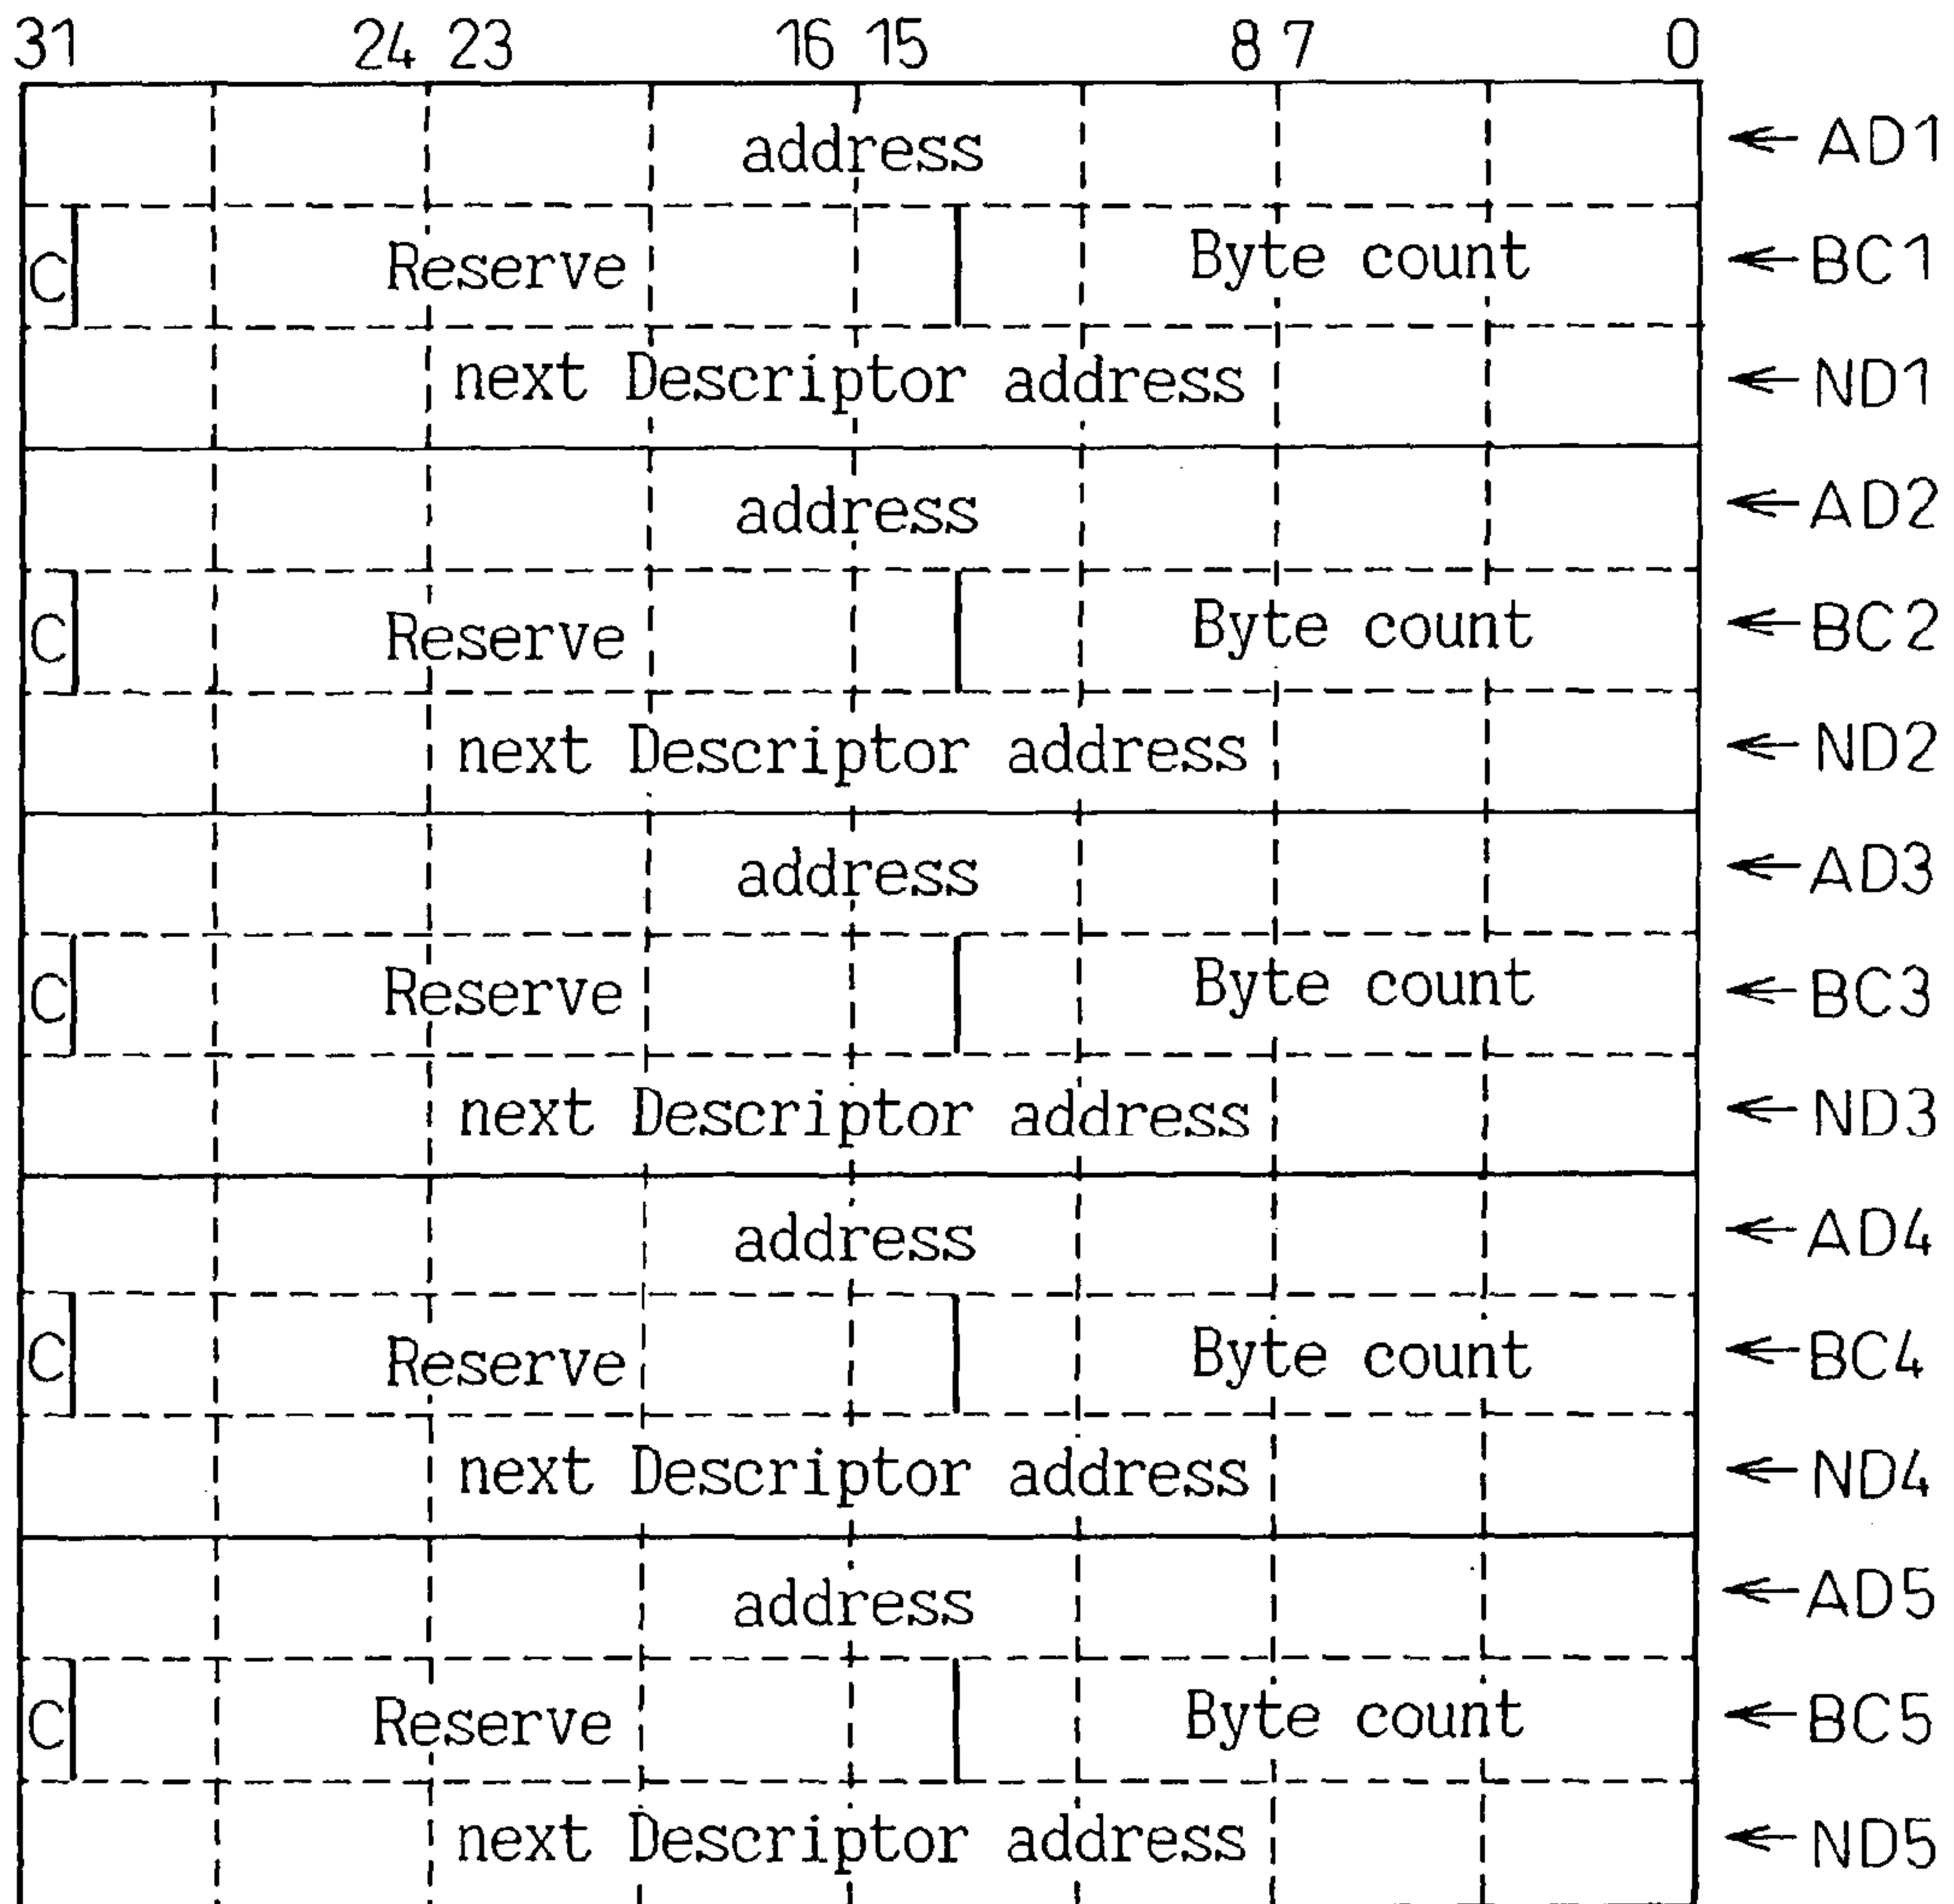 31 24 23 16 15 8 7 0
address ← AD1
C Reserve Byte count ← BC1
next Descriptor address ← ND1
address ← AD2
C Reserve Byte count ← BC2
next Descriptor address ← ND2
address ← AD3
C Reserve Byte count ← BC3
next Descriptor address ← ND3
address ← AD4
C Reserve Byte count ← BC4
next Descriptor address ← ND4
address ← AD5
C Reserve Byte count ← BC5
next Descriptor address ← ND5